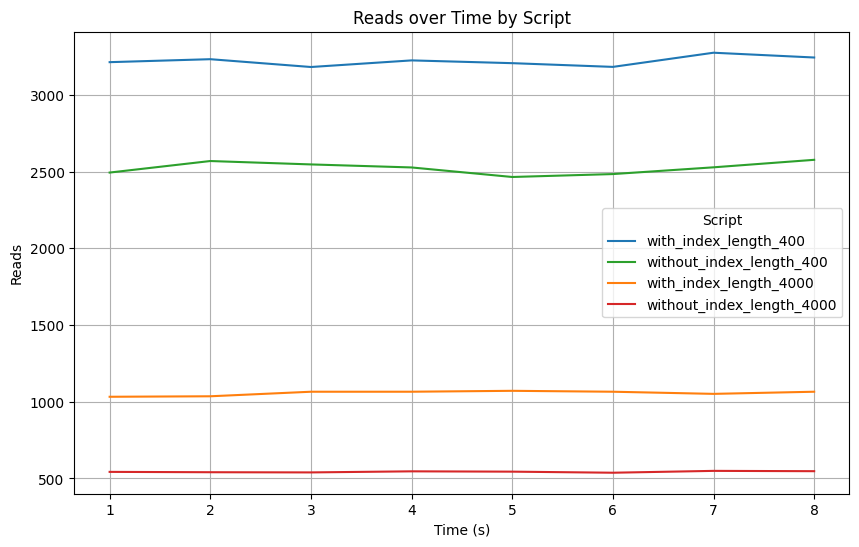 Reads over Time by Script
3000
2500
2000
1500
1000
500
Reads
Script
with_index_length_400
without_index_length_400
with_index_length_4000
without_index_length_4000
1 2 3 4 5 6 7 8
Time (s)